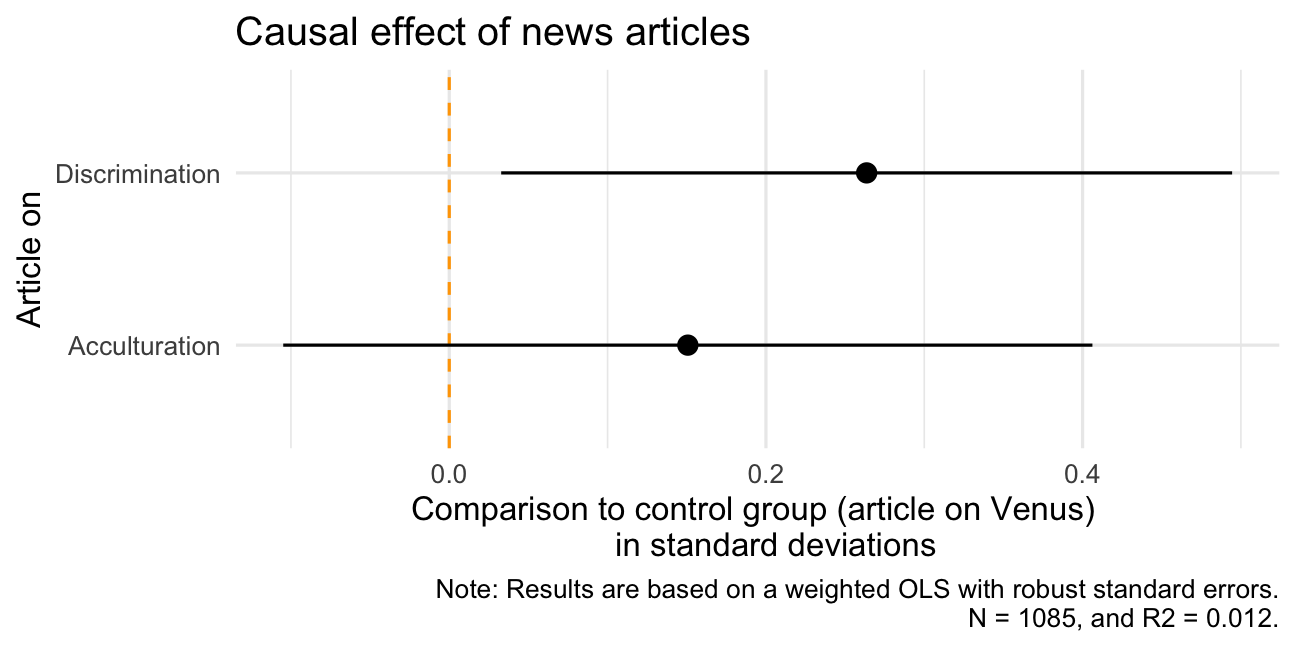 Causal effect of news articles
Article on
Discrimination
Acculturation
0.0 0.2 0.4
Comparison to control group (article on Venus)
in standard deviations
Note: Results are based on a weighted OLS with robust standard errors.
N = 1085, and R2 = 0.012.